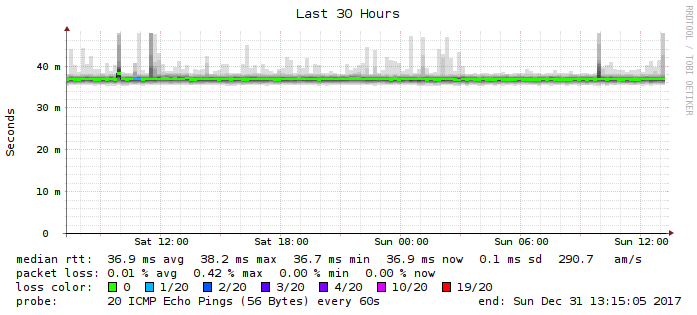 Last 30 Hours
RRDTOOL / TOBI OETIKER
Seconds
40 m
30 m
20 m
10 m
0
Sat 12:00 Sat 18:00 Sun 00:00 Sun 06:00 Sun 12:00
median rtt: 36.9 ms avg 38.2 ms max 36.7 ms min 36.9 ms now 0.1 ms sd 290.7 am/s
packet loss: 0.01 % avg 0.42 % max 0.00 % min 0.00 % now
loss color: 0 1/20 2/20 3/20 4/20 10/20 19/20
probe: 20 ICMP Echo Pings (56 Bytes) every 60s end: Sun Dec 31 13:15:05 2017